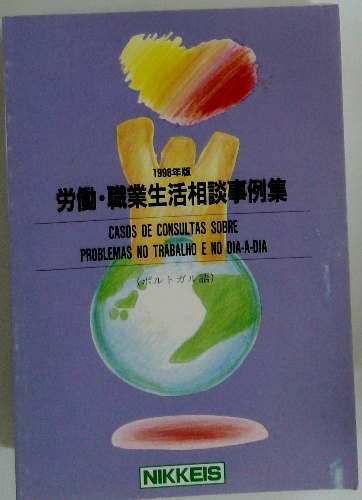 1998年版
労働・職業生活相談事例集
CASOS DE CONSULTAS SOBRE
PROBLEMAS NO TRABALHO E NO DIA-A-DIA
(ポルトガル語)
NIKKEIS